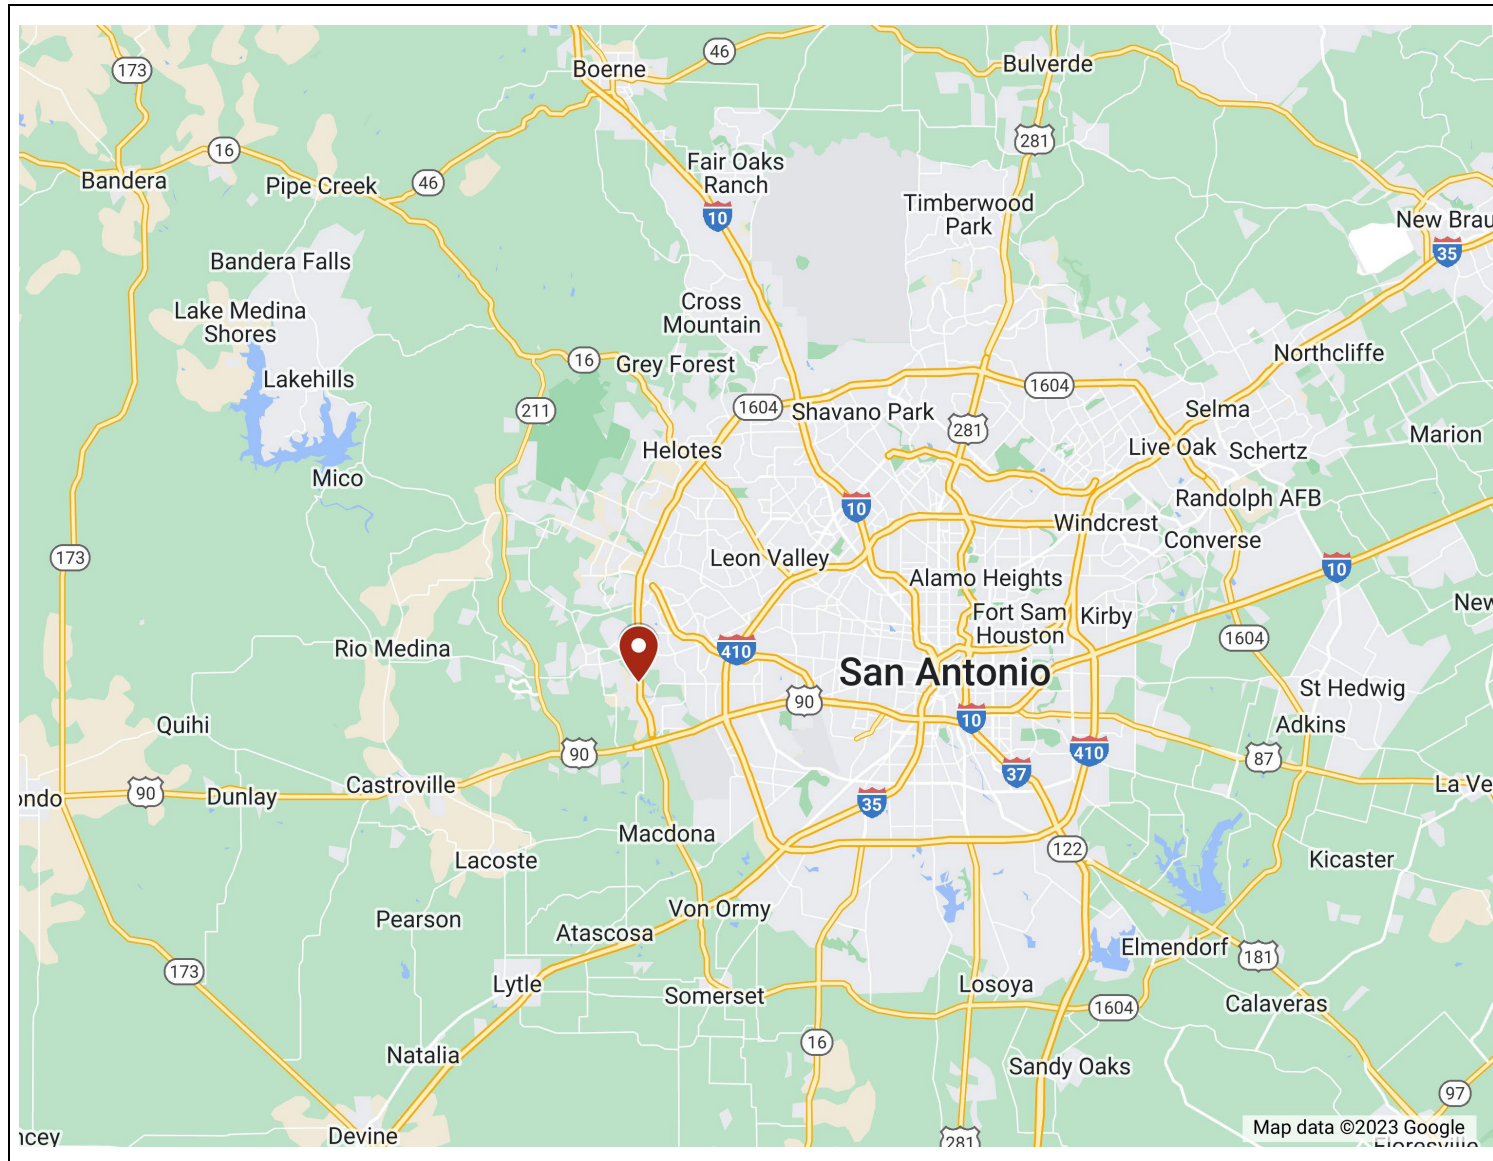 46
Boerne
Bulverde
173
281
16
Fair Oaks
Ranch
Bandera
Pipe Creek
46
10
Timberwood
Park
New Brau
35
Bandera Falls
Lake Medina
Shores
Cross
Mountain
Northcliffe
16
Grey Forest
Lakehills
1604
1604
211
Shavano Park
Selma
281
Marion
Helotes
Live Oak
Schertz
Mico
Randolph AFB
10
Windcrest
Converse
173
Leon Valley
10
Alamo Heights
New
Fort Sam
Houston
Kirby
1604
Rio Medina
410
San Antonio
St Hedwig
90
10
Adkins
Quihi
90
410
87
37
Castroville
La Ve
90
ondo
Dunlay
35
Macdona
122
Lacoste
Kicaster
Von Ormy
Pearson
Atascosa
Elmendorf
181
173
Lytle
Somerset
Losoya
1604
Calaveras
16
Natalia
Sandy Oaks
97
Map data ©2023 Google
Devine
ncey
281
Floresville